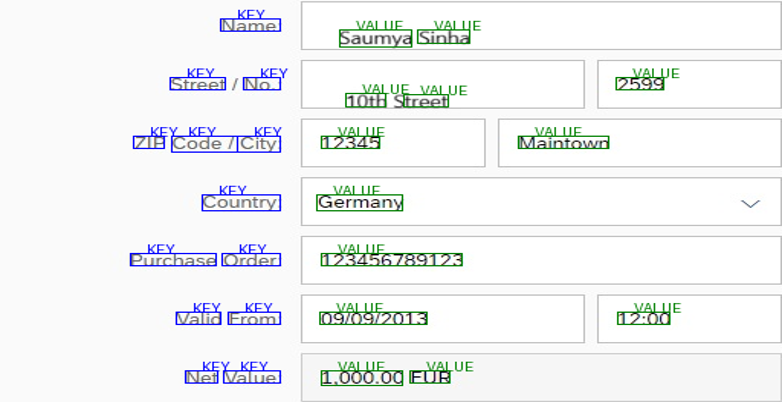 KEY VALUE VALUE
Name: Saumya Sinha
KEY KEY VALUE VALUE VALUE
Street / No.: 10th Street 2599
KEY KEY KEY VALUE VALUE
ZIP Code / City: 12345 Maintown
KEY VALUE
Country: Germany
KEY KEY VALUE
Purchase Order: 123456789123
KEY KEY VALUE VALUE
Valid From: 09/09/2013 12:00
KEY KEY VALUE VALUE
Net Value: 1,000.00 EUR